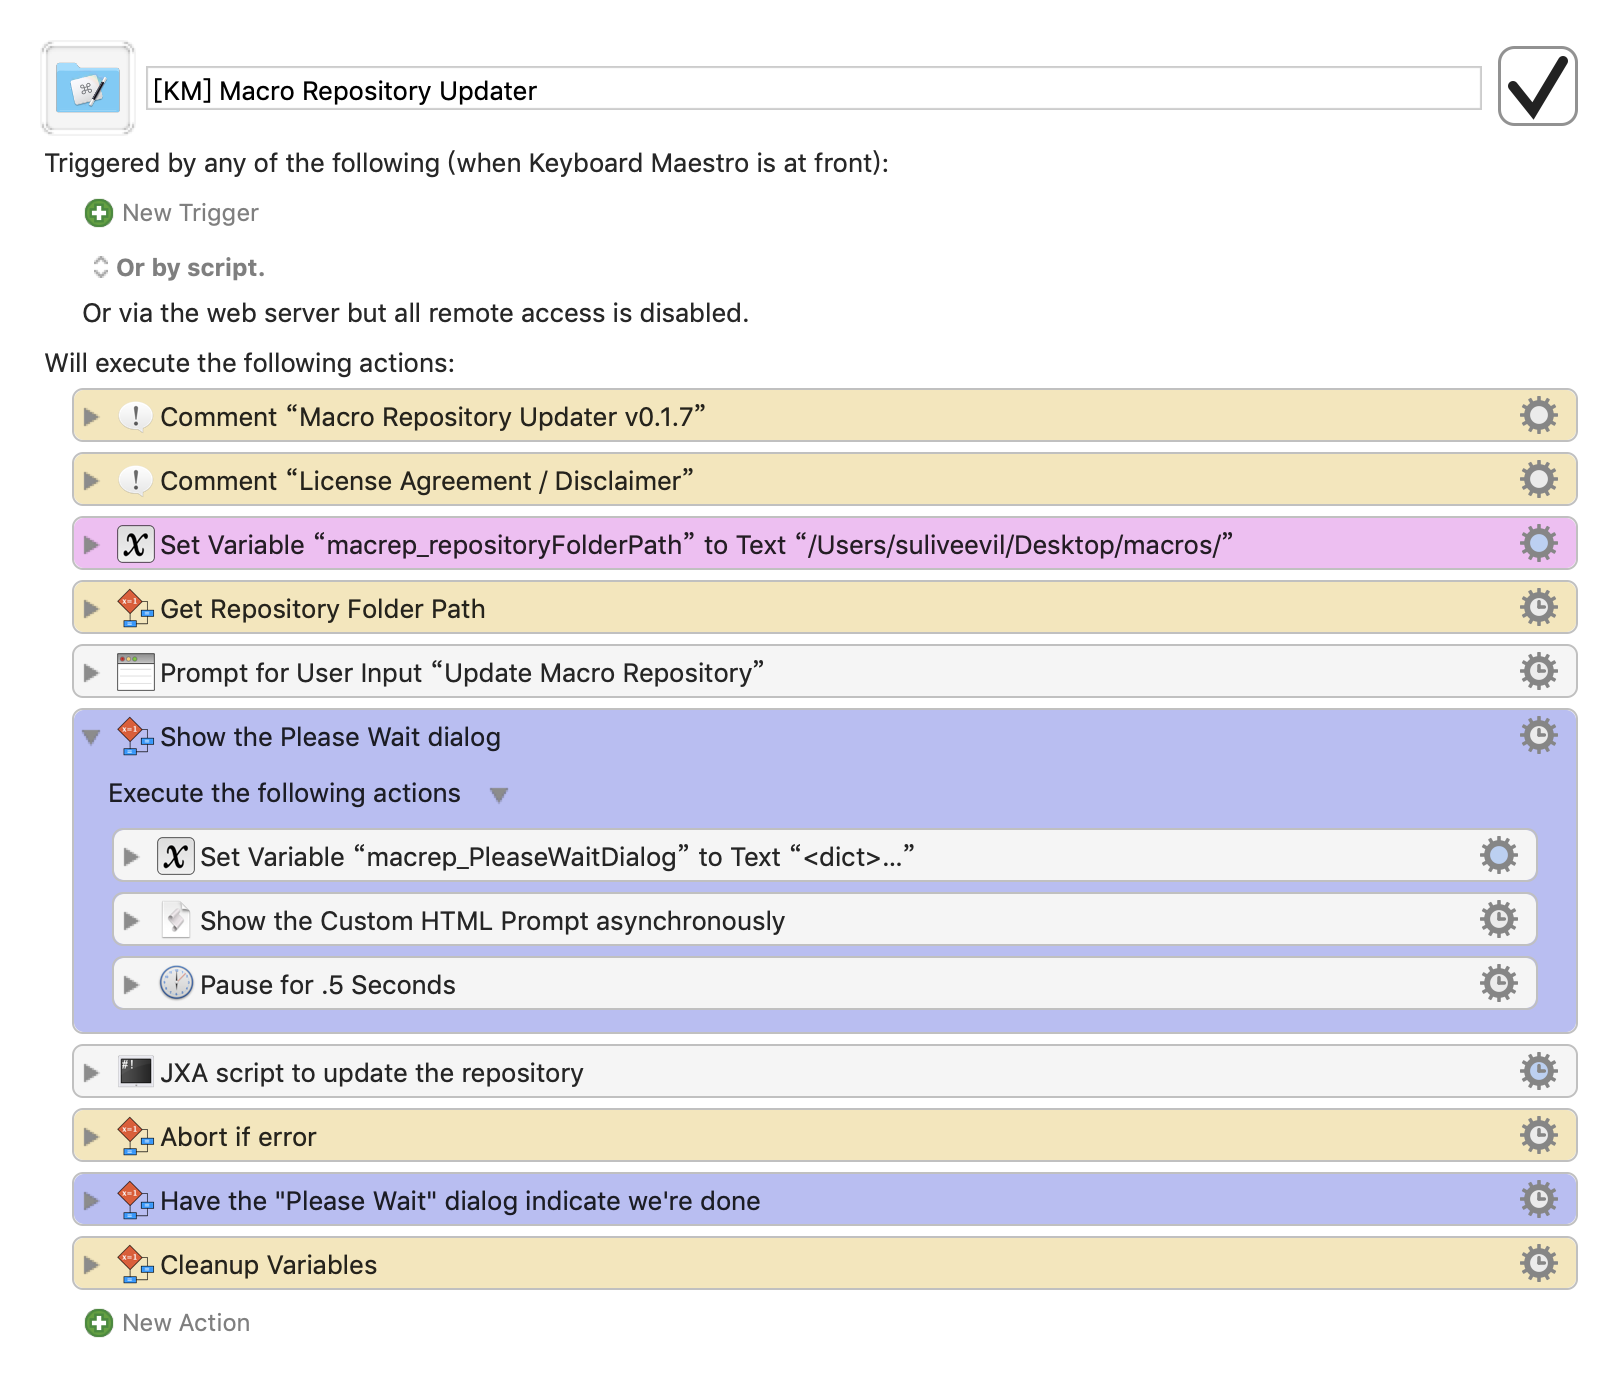 [KM] Macro Repository Updater
Triggered by any of the following (when Keyboard Maestro is at front):
New Trigger
Or by script.
Or via the web server but all remote access is disabled.
Will execute the following actions:
Comment “Macro Repository Updater v0.1.7”
Comment “License Agreement / Disclaimer”
Set Variable “macrep_repositoryFolderPath” to Text “/Users/suliveevil/Desktop/macros/”
Get Repository Folder Path
Prompt for User Input “Update Macro Repository”
Show the Please Wait dialog
Execute the following actions
Set Variable “macrep_PleaseWaitDialog” to Text “<dict>…”
Show the Custom HTML Prompt asynchronously
Pause for .5 Seconds
JXA script to update the repository
Abort if error
Have the "Please Wait" dialog indicate we're done
Cleanup Variables
New Action